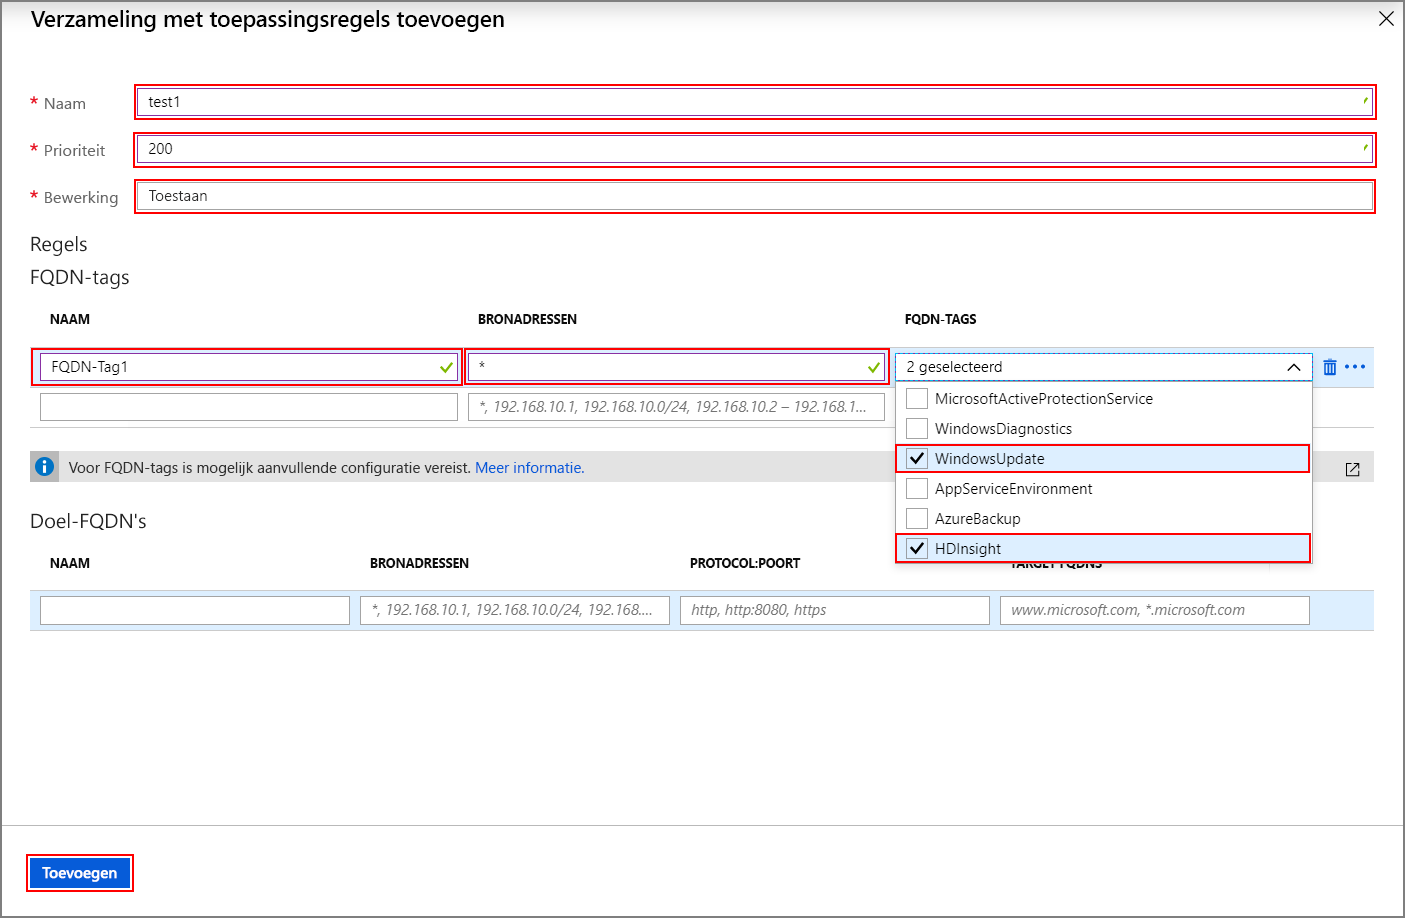 Verzameling met toepassingsregels toevoegen
* Naam test1
* Prioriteit 200
* Bewerking Toestaan
Regels
FQDN-tags
NAAM BRONADRESSEN FQDN-TAGS
FQDN-Tag1 * 2 geselecteerd
*, 192.168.10.1, 192.168.10.0/24, 192.168.10.2 – 192.168.1...
MicrosoftActiveProtectionService
WindowsDiagnostics
WindowsUpdate
AppServiceEnvironment
AzureBackup
HDInsight
Voor FQDN-tags is mogelijk aanvullende configuratie vereist. Meer informatie.
Doel-FQDN's
NAAM BRONADRESSEN PROTOCOL:POORT TARGET FQDNS
*, 192.168.10.1, 192.168.10.0/24, 192.168.... http, http:8080, https www.microsoft.com, *.microsoft.com
Toevoegen